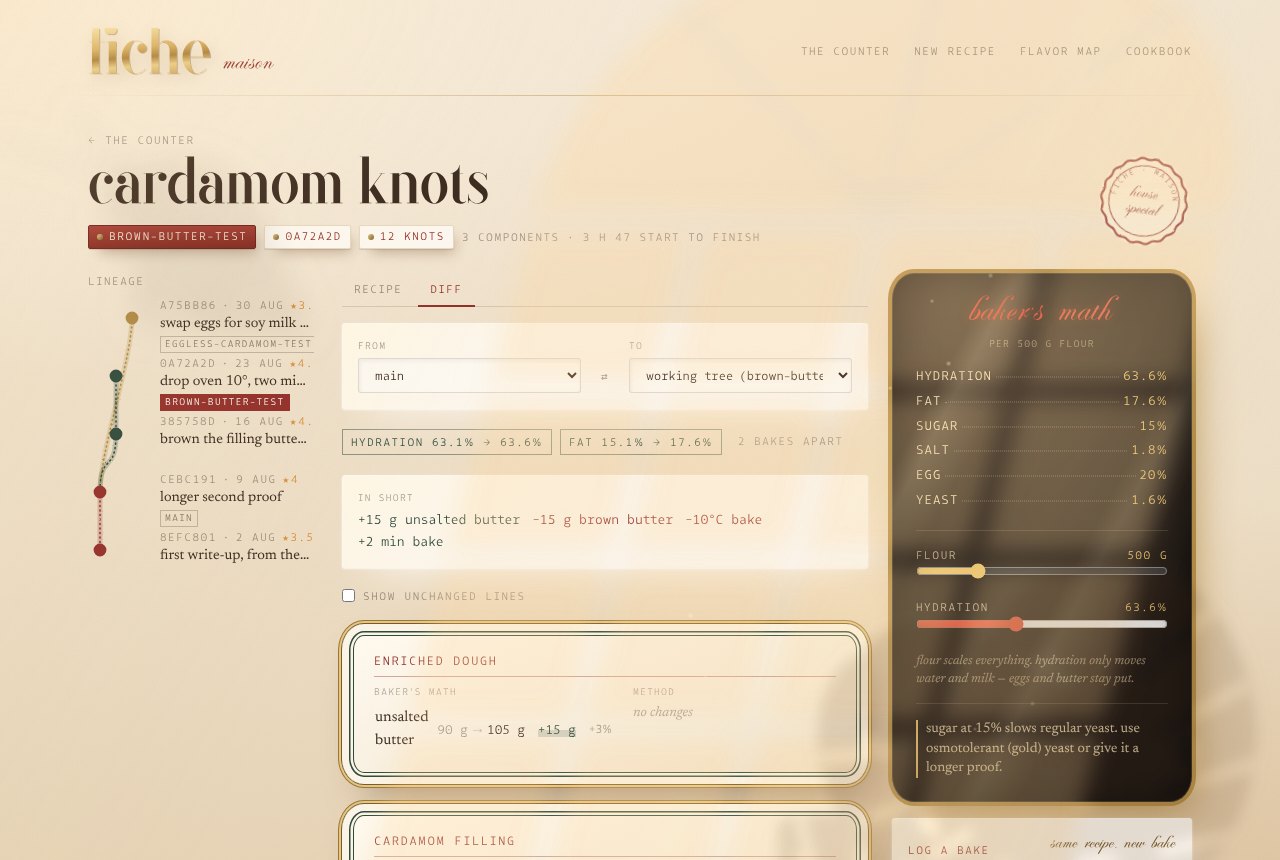 fiche maison
THE COUNTER NEW RECIPE FLAVOR MAP COOKBOOK
← THE COUNTER
cardamom knots
FICHE · MAISON
house
special
BROWN-BUTTER-TEST 0A72A2D 12 KNOTS 3 COMPONENTS · 3 H 47 START TO FINISH
LINEAGE
A75BB86 · 30 AUG ★3.
swap eggs for soy milk …
EGGLESS-CARDAMOM-TEST
0A72A2D · 23 AUG ★4.
drop oven 10°, two mi…
BROWN-BUTTER-TEST
385758D · 16 AUG ★4.
brown the filling butte…
CEBC191 · 9 AUG ★4
longer second proof
MAIN
8EFC801 · 2 AUG ★3.5
first write-up, from the…
RECIPE DIFF
FROM TO
main ⇄ working tree (brown-butte
HYDRATION 63.1% → 63.6% FAT 15.1% → 17.6% 2 BAKES APART
IN SHORT
+15 g unsalted butter −15 g brown butter −10°C bake
+2 min bake
SHOW UNCHANGED LINES
ENRICHED DOUGH
BAKER'S MATH METHOD
unsalted
butter 90 g → 105 g +15 g +3%
no changes
CARDAMOM FILLING
baker's math
PER 500 G FLOUR
HYDRATION 63.6%
FAT 17.6%
SUGAR 15%
SALT 1.8%
EGG 20%
YEAST 1.6%
FLOUR 500 G
HYDRATION 63.6%
flour scales everything. hydration only moves
water and milk — eggs and butter stay put.
sugar at 15% slows regular yeast. use
osmotolerant (gold) yeast or give it a
longer proof.
LOG A BAKE same recipe, new bake